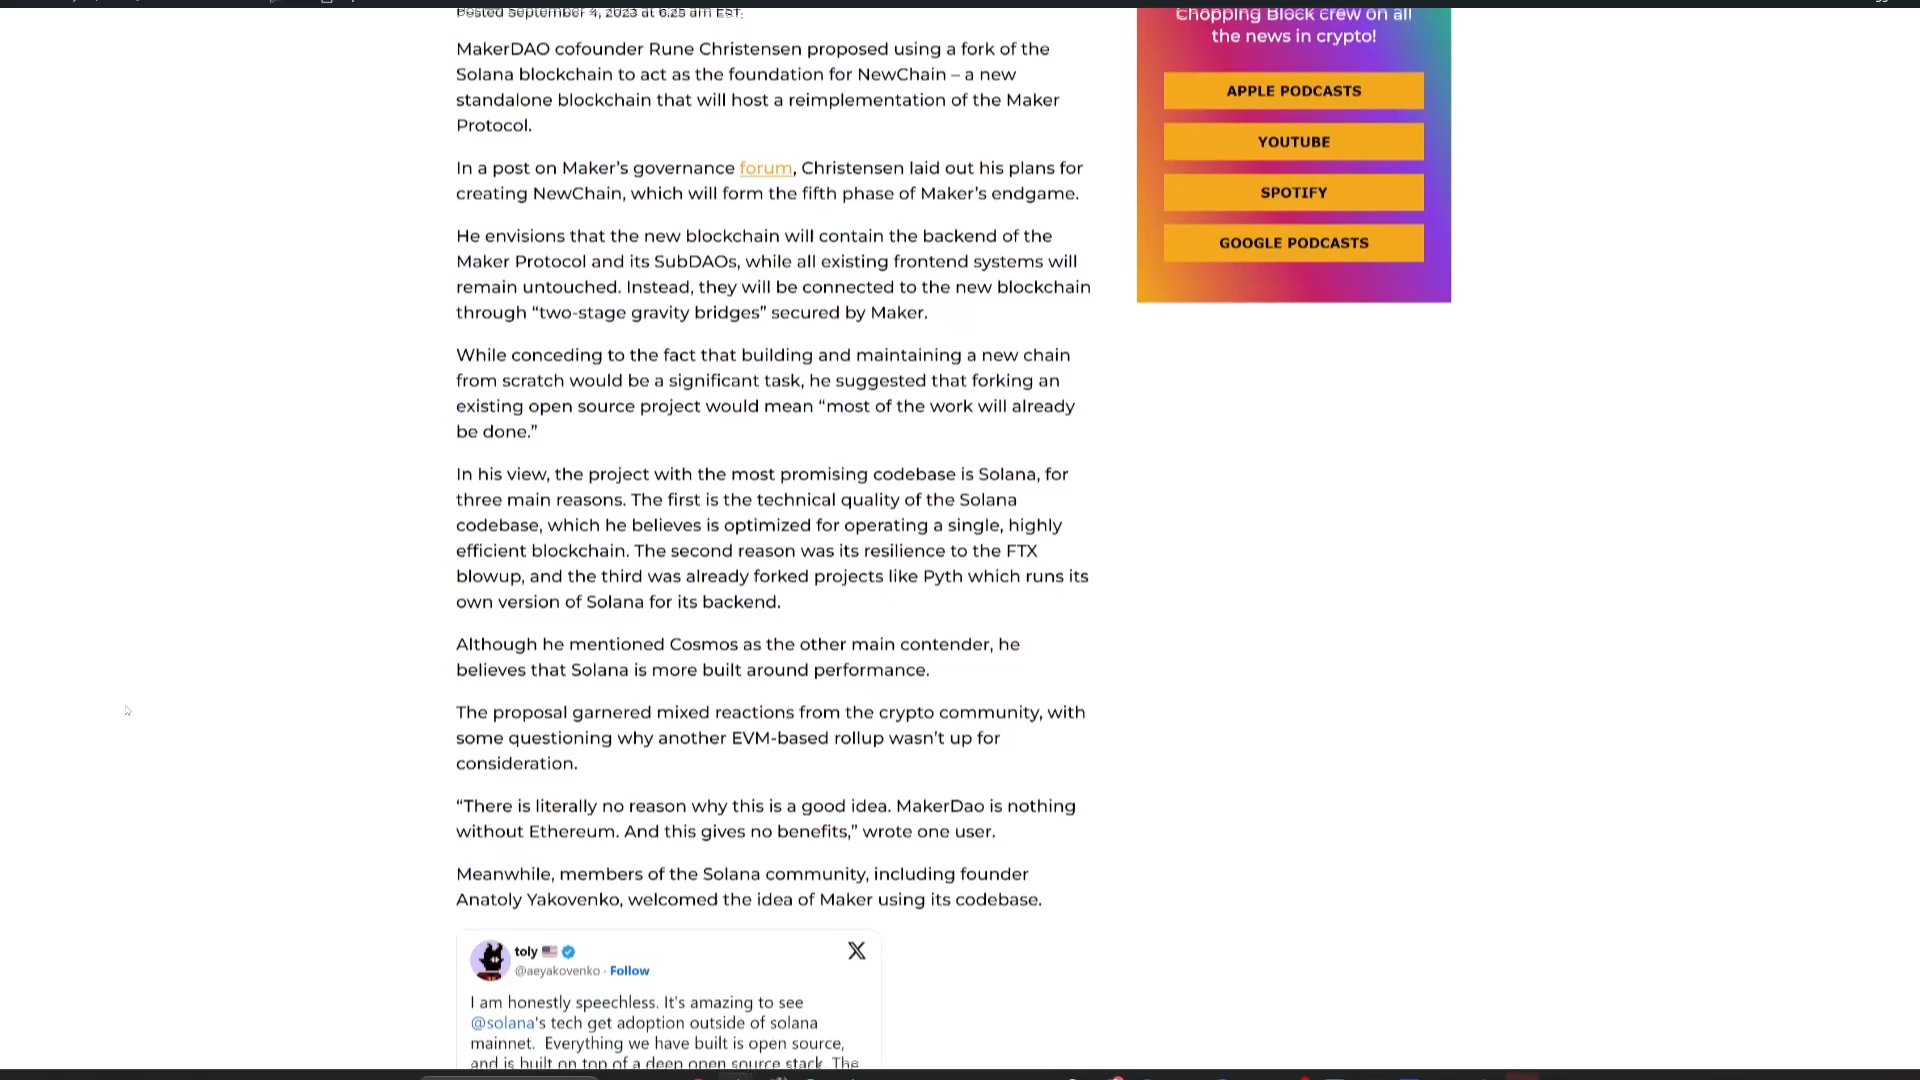 Posted September 4, 2023 at 6:25 am EST.
MakerDAO cofounder Rune Christensen proposed using a fork of the
Solana blockchain to act as the foundation for NewChain – a new
standalone blockchain that will host a reimplementation of the Maker
Protocol.
In a post on Maker’s governance forum, Christensen laid out his plans for
creating NewChain, which will form the fifth phase of Maker’s endgame.
He envisions that the new blockchain will contain the backend of the
Maker Protocol and its SubDAOs, while all existing frontend systems will
remain untouched. Instead, they will be connected to the new blockchain
through “two-stage gravity bridges” secured by Maker.
While conceding to the fact that building and maintaining a new chain
from scratch would be a significant task, he suggested that forking an
existing open source project would mean “most of the work will already
be done.”
In his view, the project with the most promising codebase is Solana, for
three main reasons. The first is the technical quality of the Solana
codebase, which he believes is optimized for operating a single, highly
efficient blockchain. The second reason was its resilience to the FTX
blowup, and the third was already forked projects like Pyth which runs its
own version of Solana for its backend.
Although he mentioned Cosmos as the other main contender, he
believes that Solana is more built around performance.
The proposal garnered mixed reactions from the crypto community, with
some questioning why another EVM-based rollup wasn’t up for
consideration.
“There is literally no reason why this is a good idea. MakerDao is nothing
without Ethereum. And this gives no benefits,” wrote one user.
Meanwhile, members of the Solana community, including founder
Anatoly Yakovenko, welcomed the idea of Maker using its codebase.
toly
@aeyakovenko · Follow
I am honestly speechless. It's amazing to see
@solana's tech get adoption outside of solana
mainnet. Everything we have built is open source,
and is built on top of a deep open source stack. The
Chopping Block crew on all
the news in crypto!
APPLE PODCASTS
YOUTUBE
SPOTIFY
GOOGLE PODCASTS